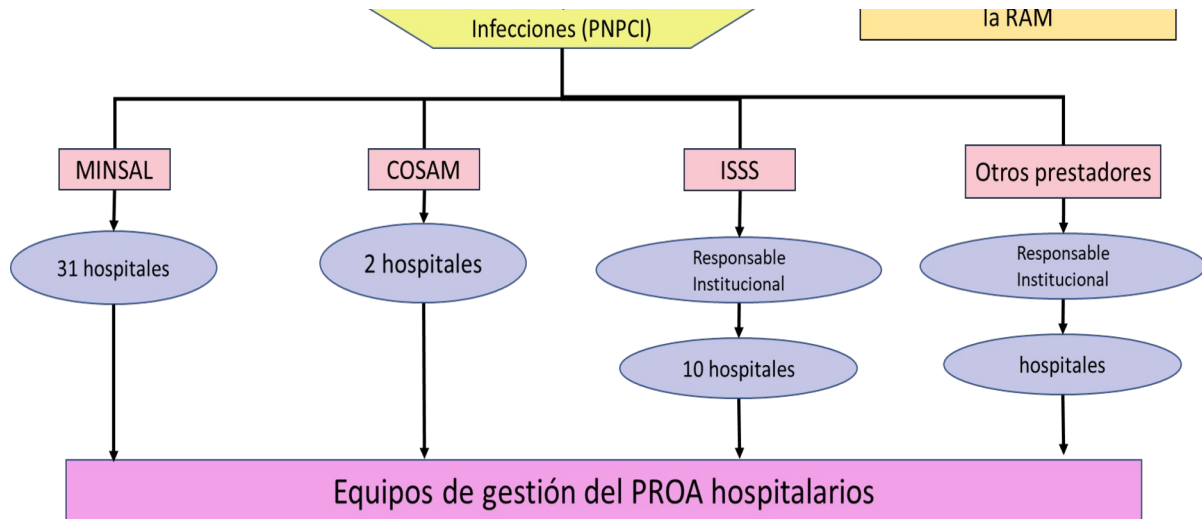 Infecciones (PNPCI)
la RAM
MINSAL
COSAM
ISSS
Otros prestadores
31 hospitales
2 hospitales
Responsable
Institucional
Responsable
Institucional
10 hospitales
hospitales
Equipos de gestión del PROA hospitalarios